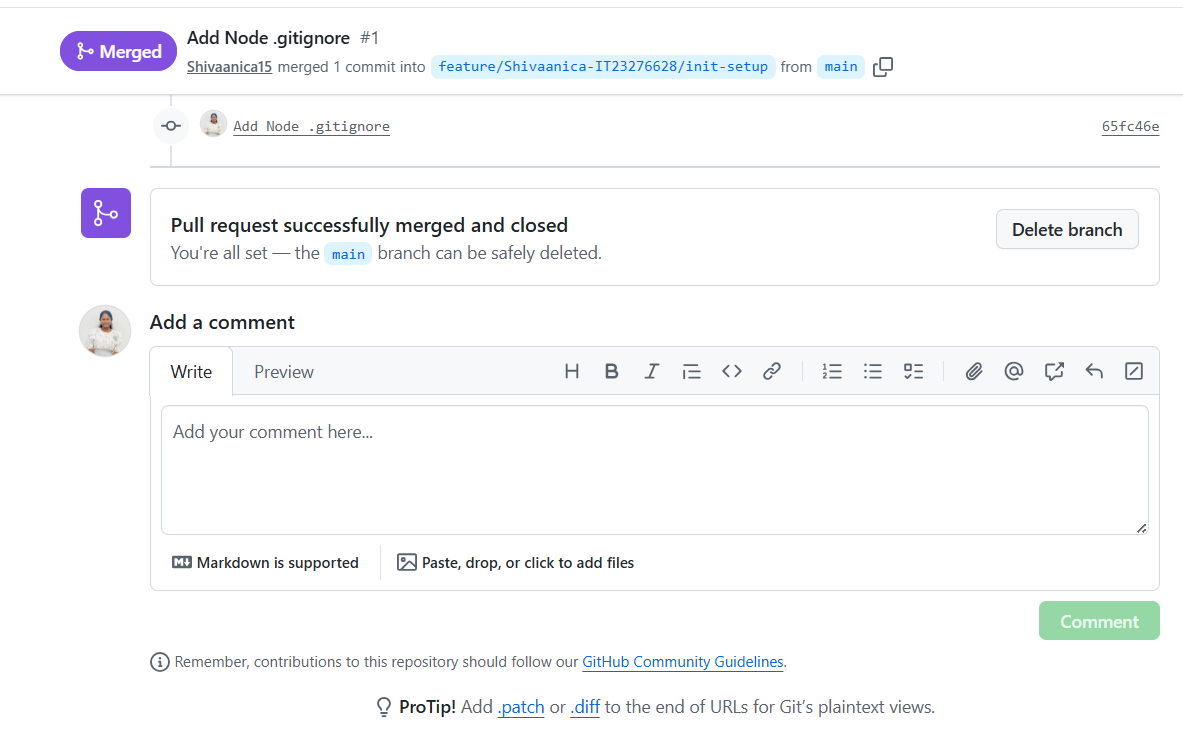 Merged
Add Node .gitignore #1
Shivaanica15 merged 1 commit into feature/Shivaanica-IT23276628/init-setup from main
Add Node .gitignore 65fc46e
Pull request successfully merged and closed
You're all set — the main branch can be safely deleted.
Delete branch
Add a comment
Write Preview
Add your comment here...
Markdown is supported Paste, drop, or click to add files
Comment
Remember, contributions to this repository should follow our GitHub Community Guidelines.
ProTip! Add .patch or .diff to the end of URLs for Git’s plaintext views.